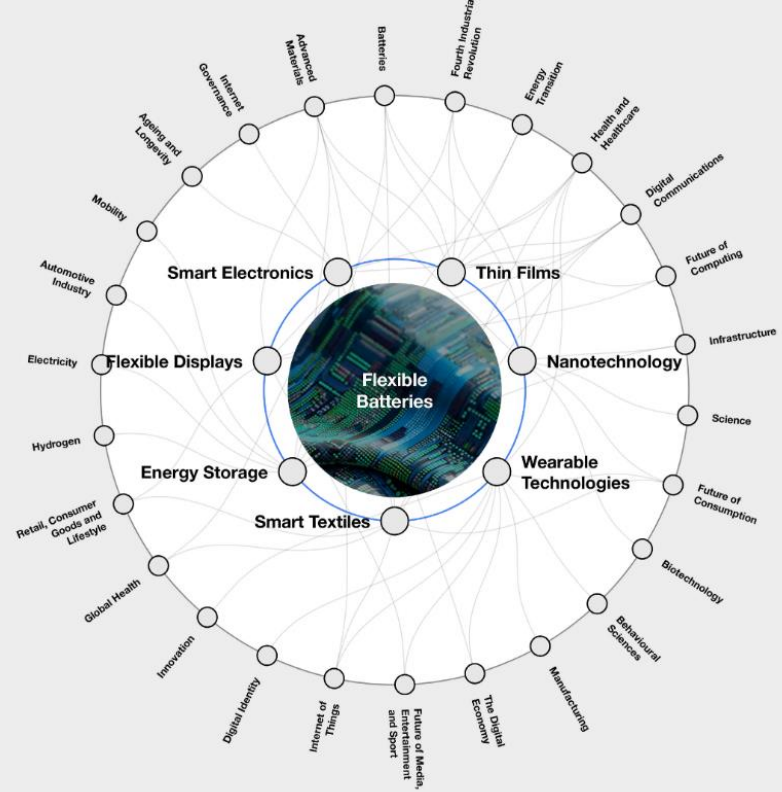 Flexible
Batteries
Smart Electronics
Thin Films
Flexible Displays
Nanotechnology
Energy Storage
Wearable
Technologies
Smart Textiles
Batteries
Fourth Industrial
Revolution
Energy
Transition
Health and
Healthcare
Digital
Communications
Future of
Computing
Infrastructure
Science
Future of
Consumption
Biotechnology
Behavioural
Sciences
Manufacturing
The Digital
Economy
Future of Media,
Entertainment
and Sport
Internet of
Things
Digital Identity
Innovation
Global Health
Retail, Consumer
Goods and
Lifestyle
Hydrogen
Electricity
Automotive
Industry
Mobility
Ageing and
Longevity
Internet
Governance
Advanced
Materials